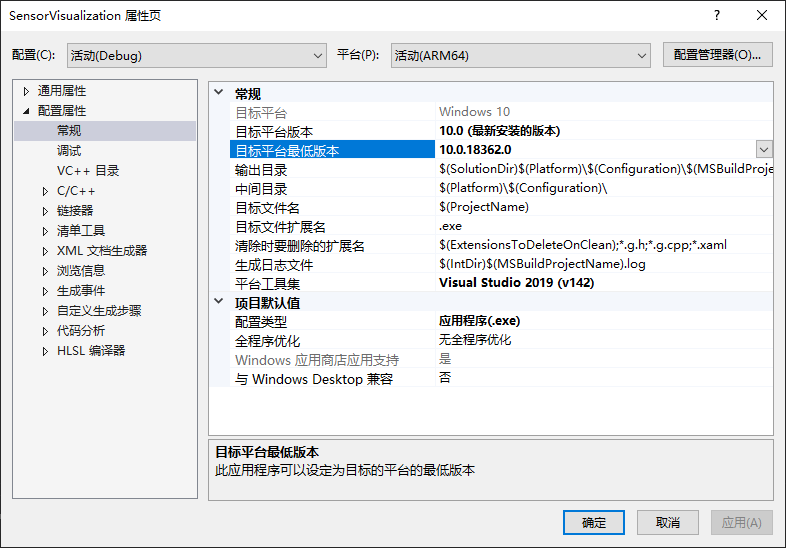 SensorVisualization 属性页
配置(C): 活动(Debug) 平台(P): 活动(ARM64) 配置管理器(O)...
通用属性
配置属性
常规
调试
VC++ 目录
C/C++
链接器
清单工具
XML 文档生成器
浏览信息
生成事件
自定义生成步骤
代码分析
HLSL 编译器
常规
目标平台 Windows 10
目标平台版本 10.0 (最新安装的版本)
目标平台最低版本 10.0.18362.0
输出目录 $(SolutionDir)$(Platform)\$(Configuration)\$(MSBuildProje
中间目录 $(Platform)\$(Configuration)\
目标文件名 $(ProjectName)
目标文件扩展名 .exe
清除时要删除的扩展名 $(ExtensionsToDeleteOnClean);*.g.h;*.g.cpp;*.xaml
生成日志文件 $(IntDir)$(MSBuildProjectName).log
平台工具集 Visual Studio 2019 (v142)
项目默认值
配置类型 应用程序(.exe)
全程序优化 无全程序优化
Windows 应用商店应用支持 是
与 Windows Desktop 兼容 否
目标平台最低版本
此应用程序可以设定为目标的平台的最低版本
确定 取消 应用(A)